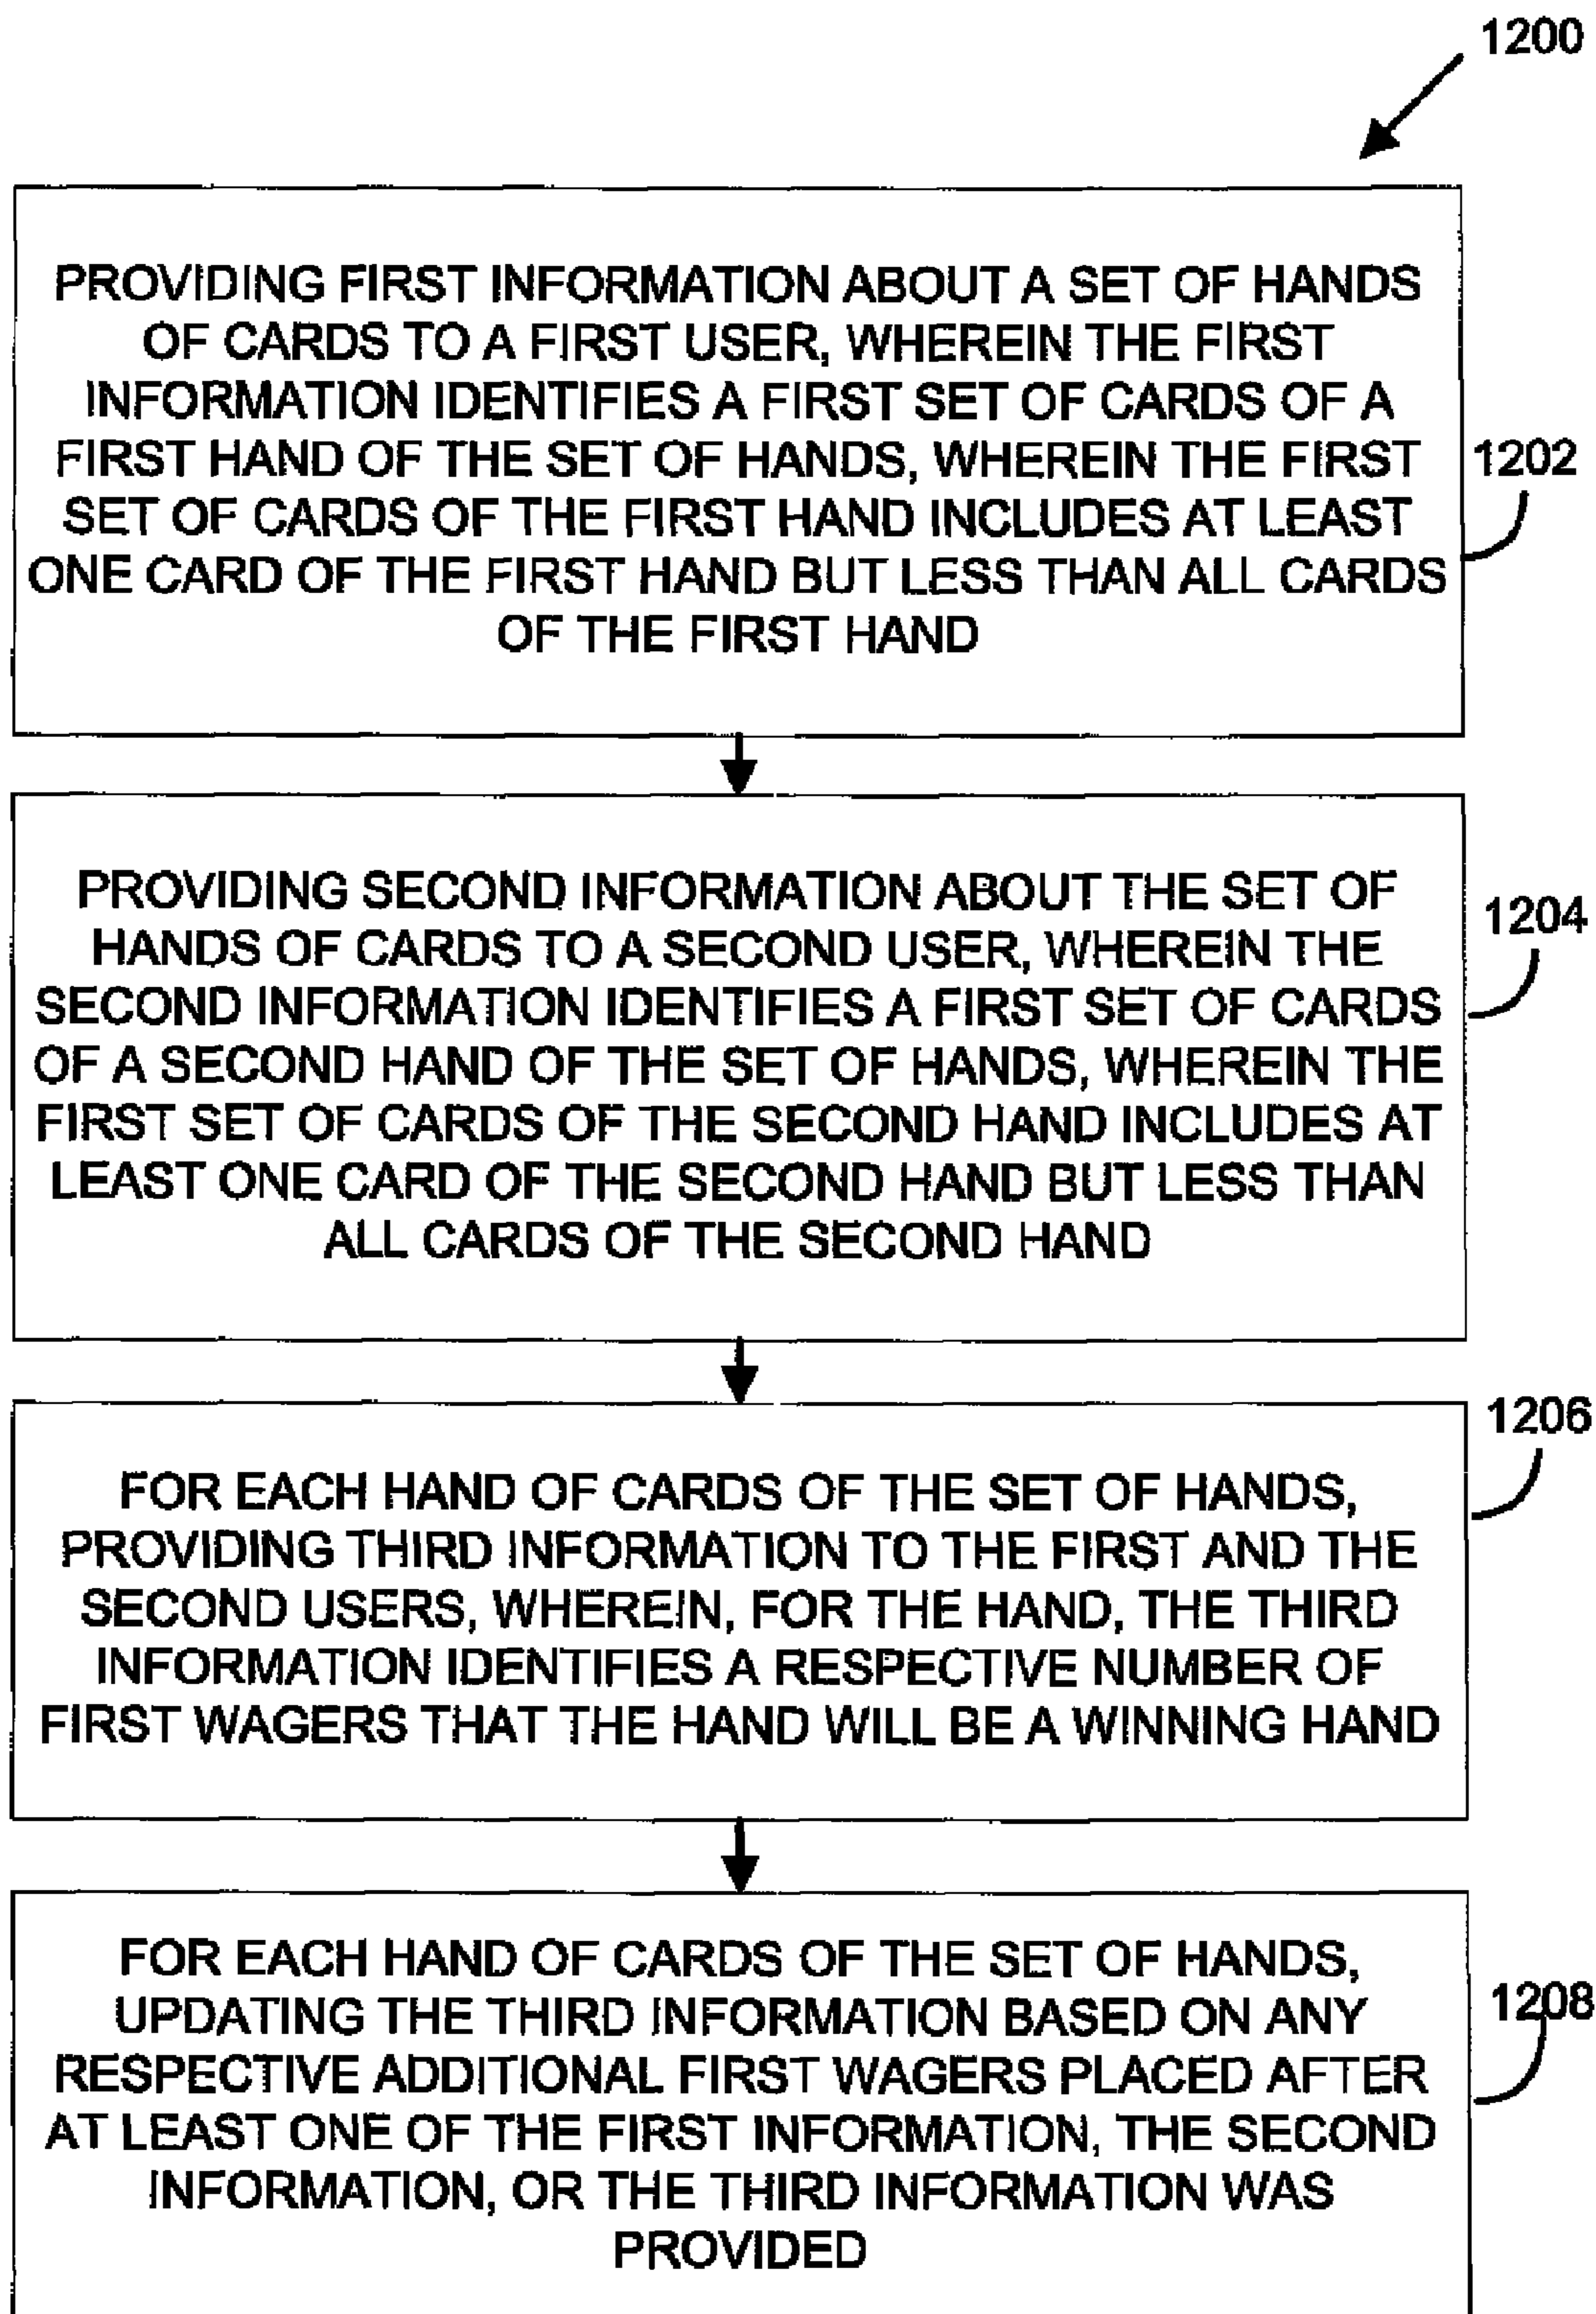 1200
PROVIDING FIRST INFORMATION ABOUT A SET OF HANDS
OF CARDS TO A FIRST USER, WHEREIN THE FIRST
INFORMATION IDENTIFIES A FIRST SET OF CARDS OF A
FIRST HAND OF THE SET OF HANDS, WHEREIN THE FIRST
SET OF CARDS OF THE FIRST HAND INCLUDES AT LEAST
ONE CARD OF THE FIRST HAND BUT LESS THAN ALL CARDS
OF THE FIRST HAND
1202
PROVIDING SECOND INFORMATION ABOUT THE SET OF
HANDS OF CARDS TO A SECOND USER, WHEREIN THE
SECOND INFORMATION IDENTIFIES A FIRST SET OF CARDS
OF A SECOND HAND OF THE SET OF HANDS, WHEREIN THE
FIRST SET OF CARDS OF THE SECOND HAND INCLUDES AT
LEAST ONE CARD OF THE SECOND HAND BUT LESS THAN
ALL CARDS OF THE SECOND HAND
1204
FOR EACH HAND OF CARDS OF THE SET OF HANDS,
PROVIDING THIRD INFORMATION TO THE FIRST AND THE
SECOND USERS, WHEREIN, FOR THE HAND, THE THIRD
INFORMATION IDENTIFIES A RESPECTIVE NUMBER OF
FIRST WAGERS THAT THE HAND WILL BE A WINNING HAND
1206
FOR EACH HAND OF CARDS OF THE SET OF HANDS,
UPDATING THE THIRD INFORMATION BASED ON ANY
RESPECTIVE ADDITIONAL FIRST WAGERS PLACED AFTER
AT LEAST ONE OF THE FIRST INFORMATION, THE SECOND
INFORMATION, OR THE THIRD INFORMATION WAS
PROVIDED
1208